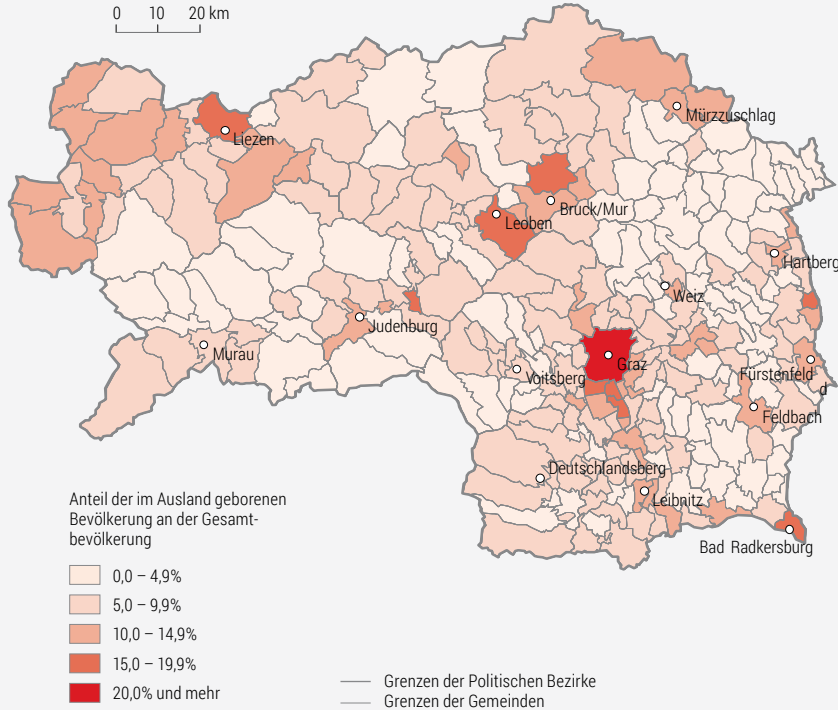 0 10 20 km
Mürzzuschlag
Liezen
Bruck/Mur
Leoben
Hartberg
Weiz
Judenburg
Murau
Graz
Voitsberg
Fürstenfeld
d
Feldbach
Deutschlandsberg
Leibnitz
Bad Radkersburg
Anteil der im Ausland geborenen
Bevölkerung an der Gesamt-
bevölkerung
0,0 – 4,9%
5,0 – 9,9%
10,0 – 14,9%
15,0 – 19,9%
20,0% und mehr
Grenzen der Politischen Bezirke
Grenzen der Gemeinden